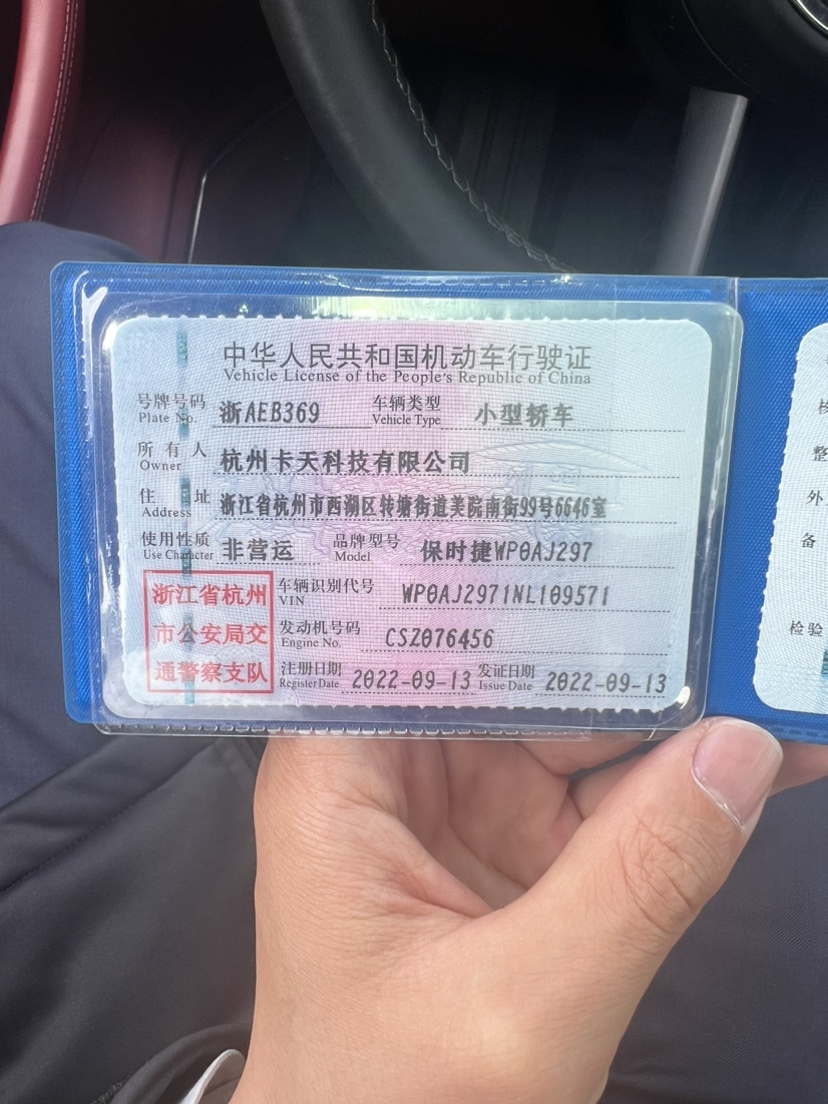 中华人民共和国机动车行驶证
Vehicle License of the People's Republic of China
号牌号码 浙AEB369 车辆类型 小型轿车
Plate No. Vehicle Type
所有人 杭州卡天科技有限公司
Owner
住址 浙江省杭州市西湖区转塘街道美院南街99号6646室
Address
使用性质 非营运 品牌型号 保时捷WP0AJ297
Use Character Model
浙江省杭州
市公安局交
通警察支队
车辆识别代号 WP0AJ2971NL109571
VIN
发动机号码 CSZ076456
Engine No.
注册日期 2022-09-13 发证日期 2022-09-13
Register Date Issue Date
核
整
外
备
检验